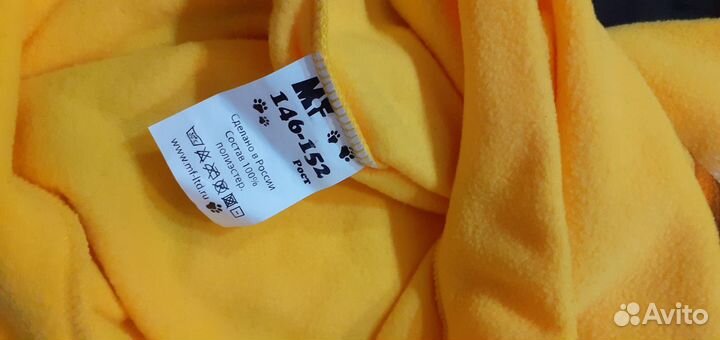 MF
146-152
Рост
Сделано в России
Состав 100%
полиэстер.
www.mf-ltd.ru
Avito